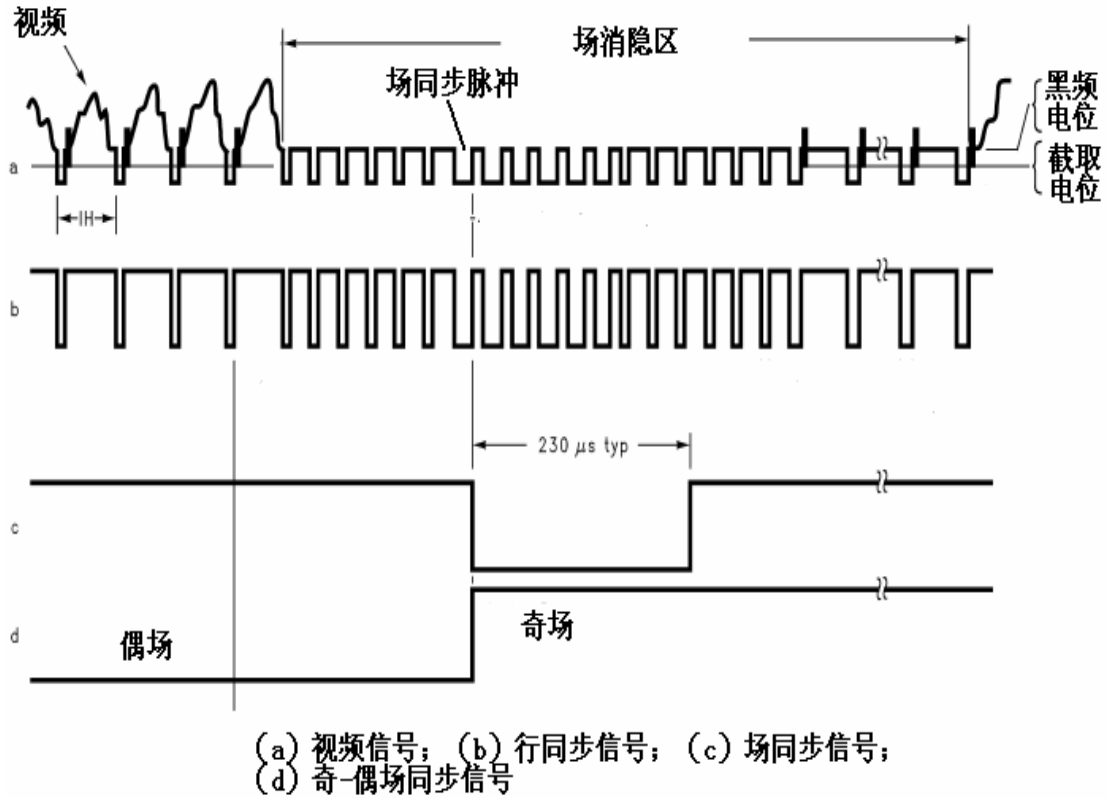 视频
场消隐区
场同步脉冲
黑频
电位
截取
电位
a
IH
b
230 μs typ
c
d
偶场
奇场
(a) 视频信号; (b) 行同步信号; (c) 场同步信号;
(d) 奇-偶场同步信号